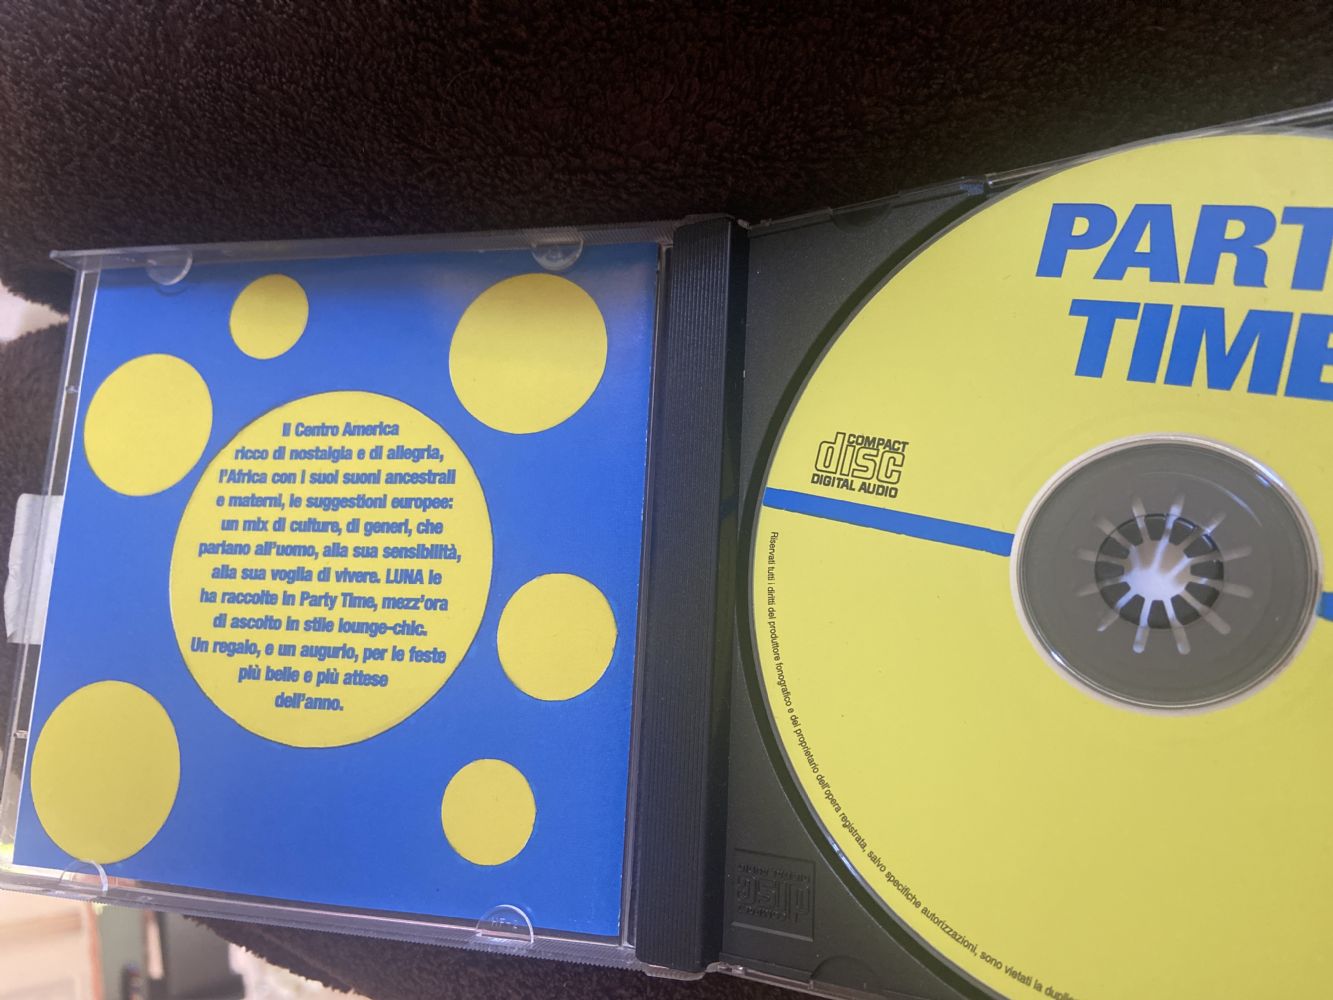 Il Centro America
ricco di nostalgia e di allegria,
l'Africa con i suoi suoni ancestrali
e materni, le suggestioni europee:
un mix di culture, di generi, che
parlano all'uomo, alla sua sensibilità,
alla sua voglia di vivere. LUNA le
ha raccolte in Party Time, mezz'ora
di ascolto in stile lounge-chic.
Un regalo, e un augurio, per le feste
più belle e più attese
dell'anno.
PART
TIME
COMPACT
disc
DIGITAL AUDIO
Riservati tutti i diritti del produttore fonografico e del proprietario dell'opera registrata, salvo specifiche autorizzazioni, sono vietati la duplic